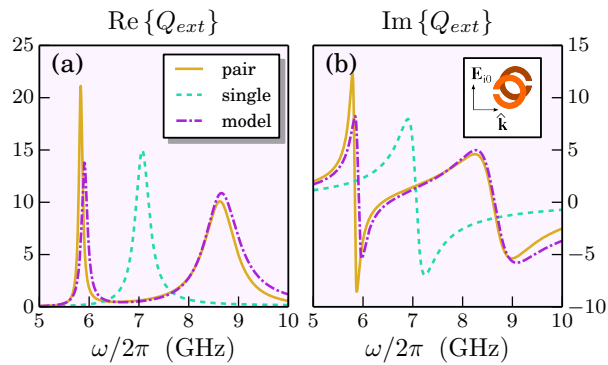 Re {Q_ext}
Im {Q_ext}
(a)
pair
single
model
25
20
15
10
5
0
5 6 7 8 9 10
ω/2π (GHz)
(b)
E_i0
k̂
15
10
5
0
−5
−10
5 6 7 8 9 10
ω/2π (GHz)